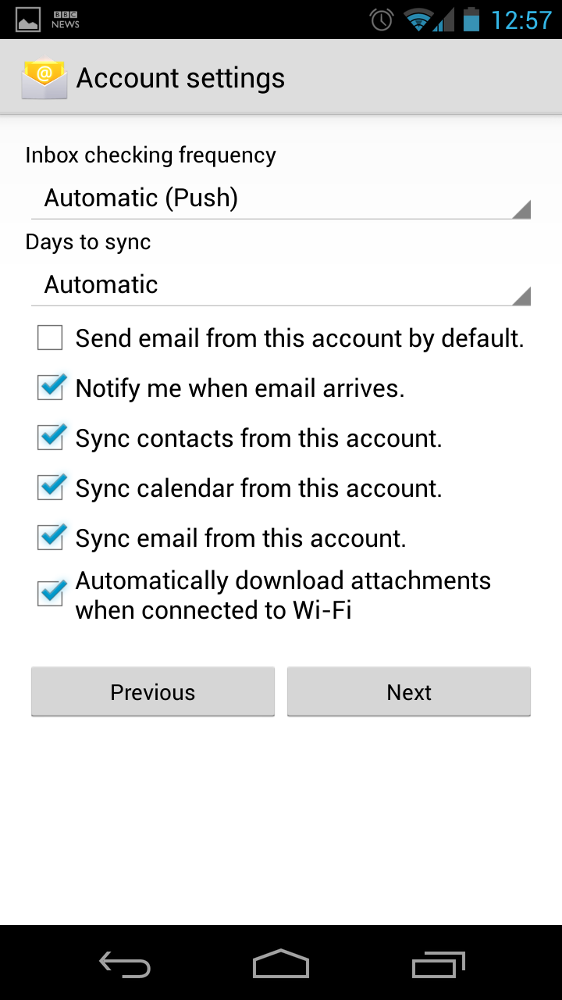 BBC
NEWS
12:57
@
Account settings
Inbox checking frequency
Automatic (Push)
Days to sync
Automatic
Send email from this account by default.
Notify me when email arrives.
Sync contacts from this account.
Sync calendar from this account.
Sync email from this account.
Automatically download attachments
when connected to Wi-Fi
Previous
Next